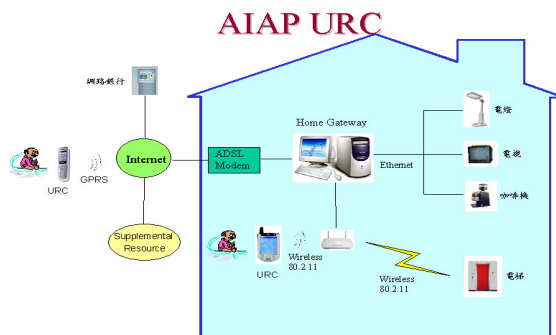 AIAP URC
網路銀行
Home Gateway
電燈
Internet
ADSL
Modem
Ethernet
電視
URC
GPRS
咖啡機
Supplemental
Resource
URC
Wireless
80.2.11
Wireless
80.2.11
電梯